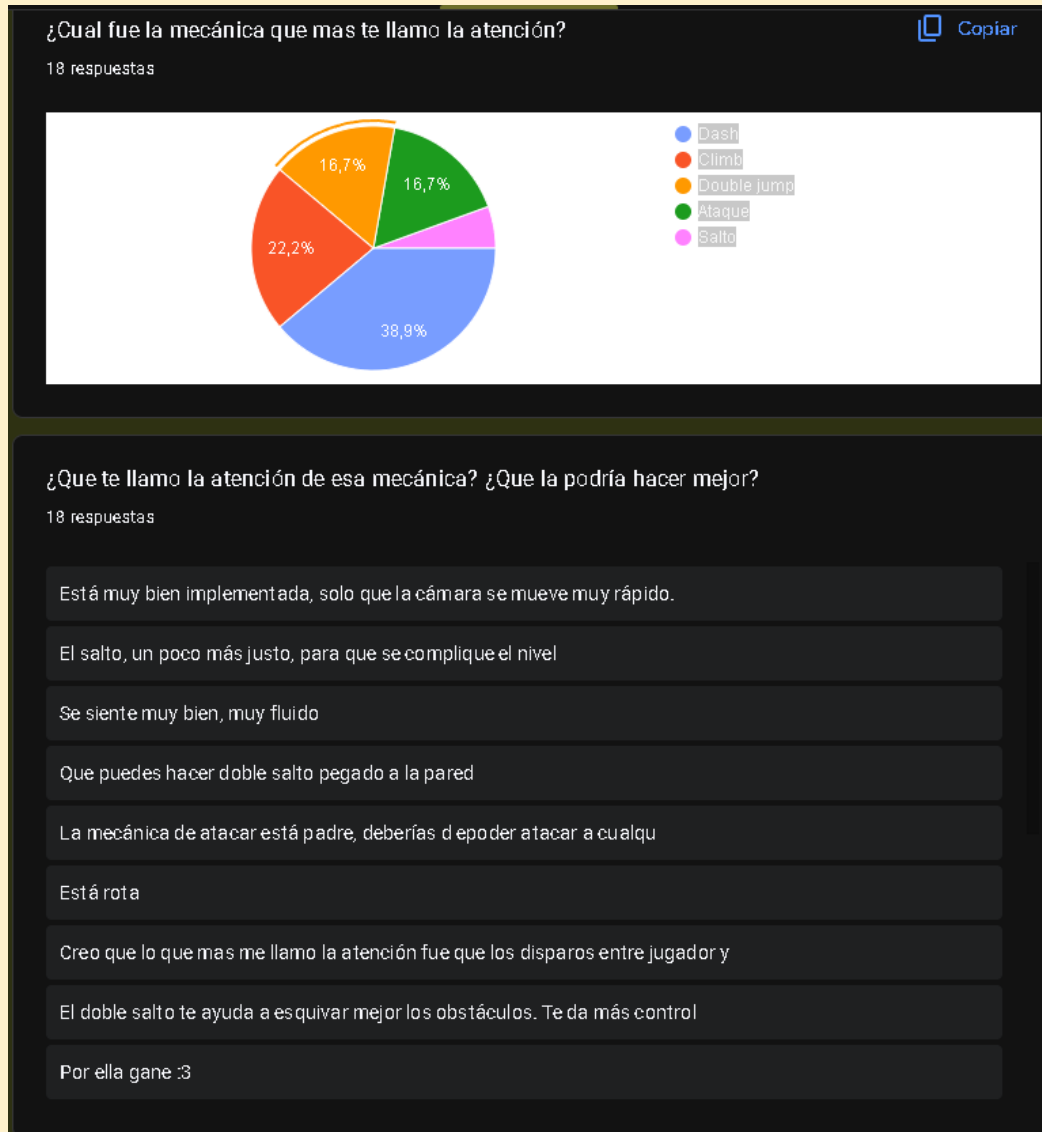 ¿Cual fue la mecánica que mas te llamo la atención?
Copiar
18 respuestas
16,7%
16,7%
22,2%
38,9%
Dash
Climb
Double jump
Ataque
Salto
¿Que te llamo la atención de esa mecánica? ¿Que la podría hacer mejor?
18 respuestas
Está muy bien implementada, solo que la cámara se mueve muy rápido.
El salto, un poco más justo, para que se complique el nivel
Se siente muy bien, muy fluido
Que puedes hacer doble salto pegado a la pared
La mecánica de atacar está padre, deberías d epoder atacar a cualqu
Está rota
Creo que lo que mas me llamo la atención fue que los disparos entre jugador y
El doble salto te ayuda a esquivar mejor los obstáculos. Te da más control
Por ella gane :3